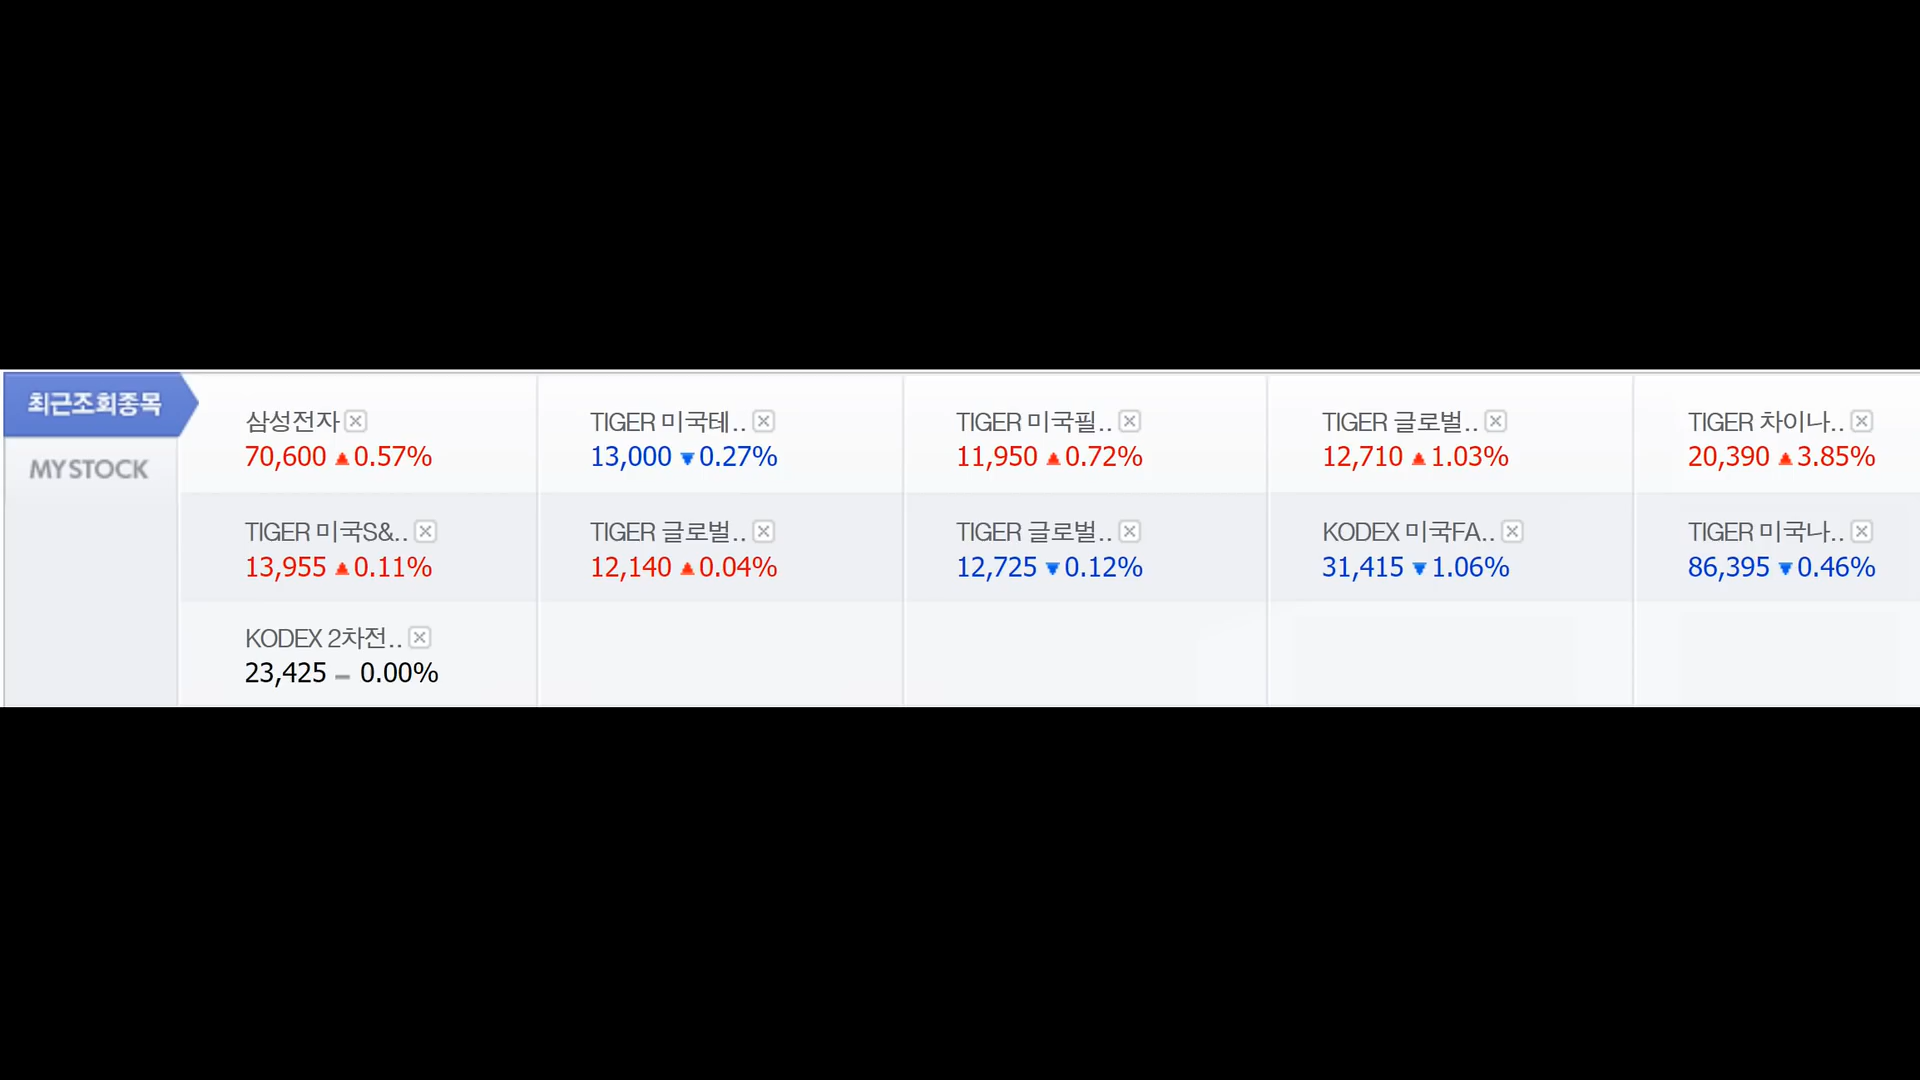 최근조회종목
MYSTOCK
삼성전자
70,600 ▲ 0.57%
TIGER 미국테..
13,000 ▼ 0.27%
TIGER 미국필..
11,950 ▲ 0.72%
TIGER 글로벌..
12,710 ▲ 1.03%
TIGER 차이나..
20,390 ▲ 3.85%
TIGER 미국S&..
13,955 ▲ 0.11%
TIGER 글로벌..
12,140 ▲ 0.04%
TIGER 글로벌..
12,725 ▼ 0.12%
KODEX 미국FA..
31,415 ▼ 1.06%
TIGER 미국나..
86,395 ▼ 0.46%
KODEX 2차전..
23,425 – 0.00%